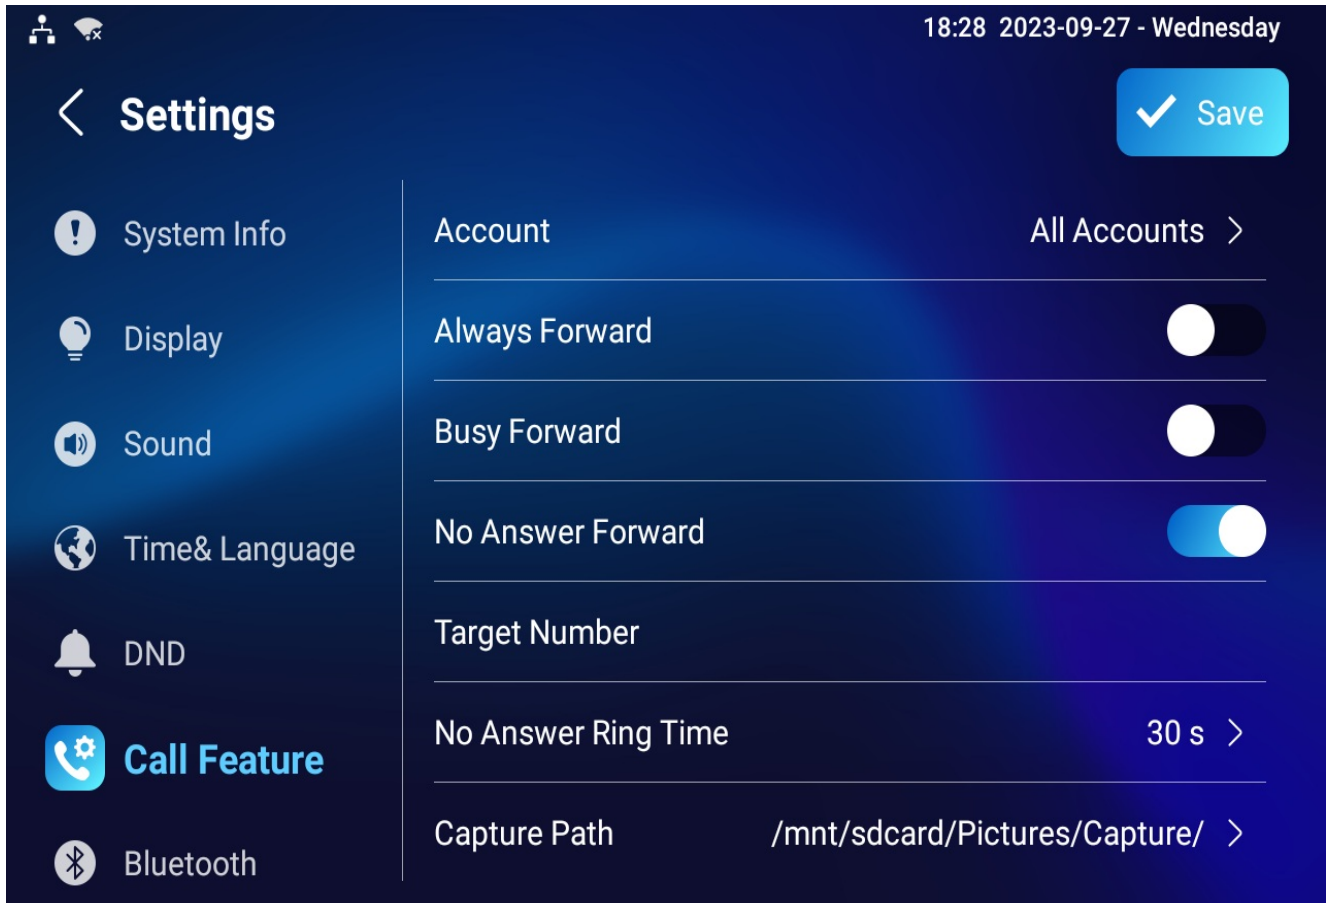 18:28 2023-09-27 - Wednesday
Settings
Save
System Info
Display
Sound
Time& Language
DND
Call Feature
Bluetooth
Account All Accounts
Always Forward
Busy Forward
No Answer Forward
Target Number
No Answer Ring Time 30 s
Capture Path /mnt/sdcard/Pictures/Capture/